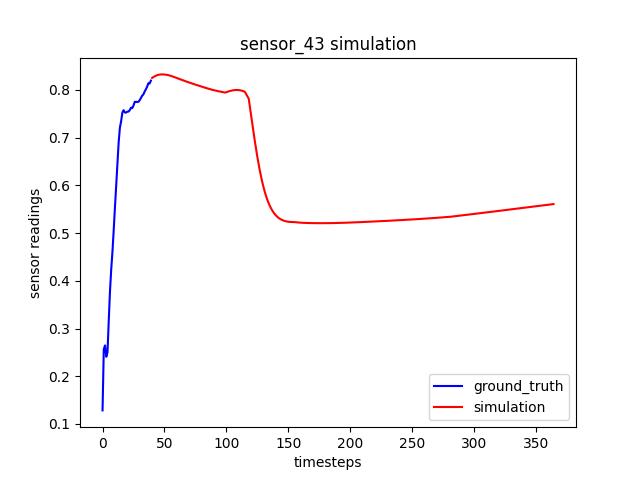 sensor_43 simulation
sensor readings
0.8
0.7
0.6
0.5
0.4
0.3
0.2
0.1
0 50 100 150 200 250 300 350
timesteps
ground_truth
simulation